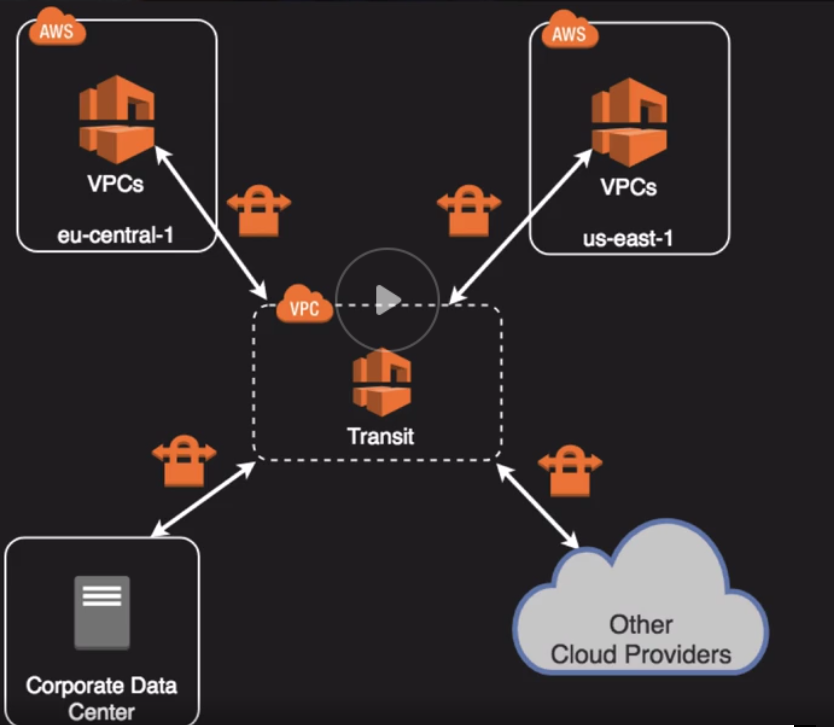 AWS
AWS
VPCs
VPCs
eu-central-1
us-east-1
VPC
Transit
Other
Cloud Providers
Corporate Data
Center